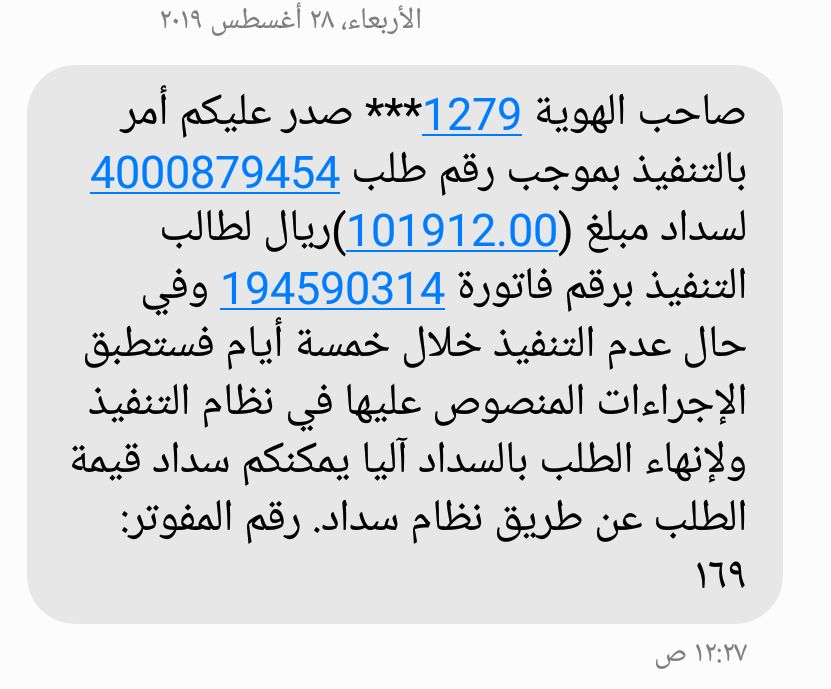 الأربعاء، ٢٨ أغسطس ٢٠١٩
صاحب الهوية 1279*** صدر عليكم أمر
بالتنفيذ بموجب رقم طلب 4000879454
لسداد مبلغ (101912.00)ريال لطالب
التنفيذ برقم فاتورة 194590314 وفي
حال عدم التنفيذ خلال خمسة أيام فستطبق
الإجراءات المنصوص عليها في نظام التنفيذ
ولإنهاء الطلب بالسداد آليا يمكنكم سداد قيمة
الطلب عن طريق نظام سداد. رقم المفوتر:
١٦٩
١٢:٢٧ ص